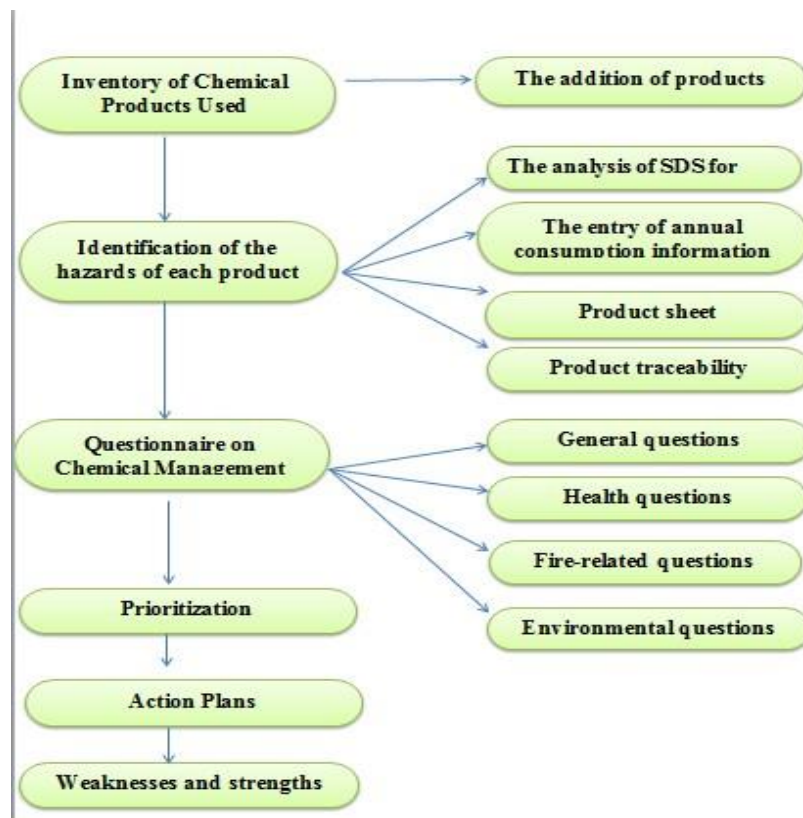 Inventory of Chemical
Products Used
The addition of products
The analysis of SDS for
Identification of the
hazards of each product
The entry of annual
consumption information
Product sheet
Product traceability
Questionnaire on
Chemical Management
General questions
Health questions
Fire-related questions
Environmental questions
Prioritization
Action Plans
Weaknesses and strengths